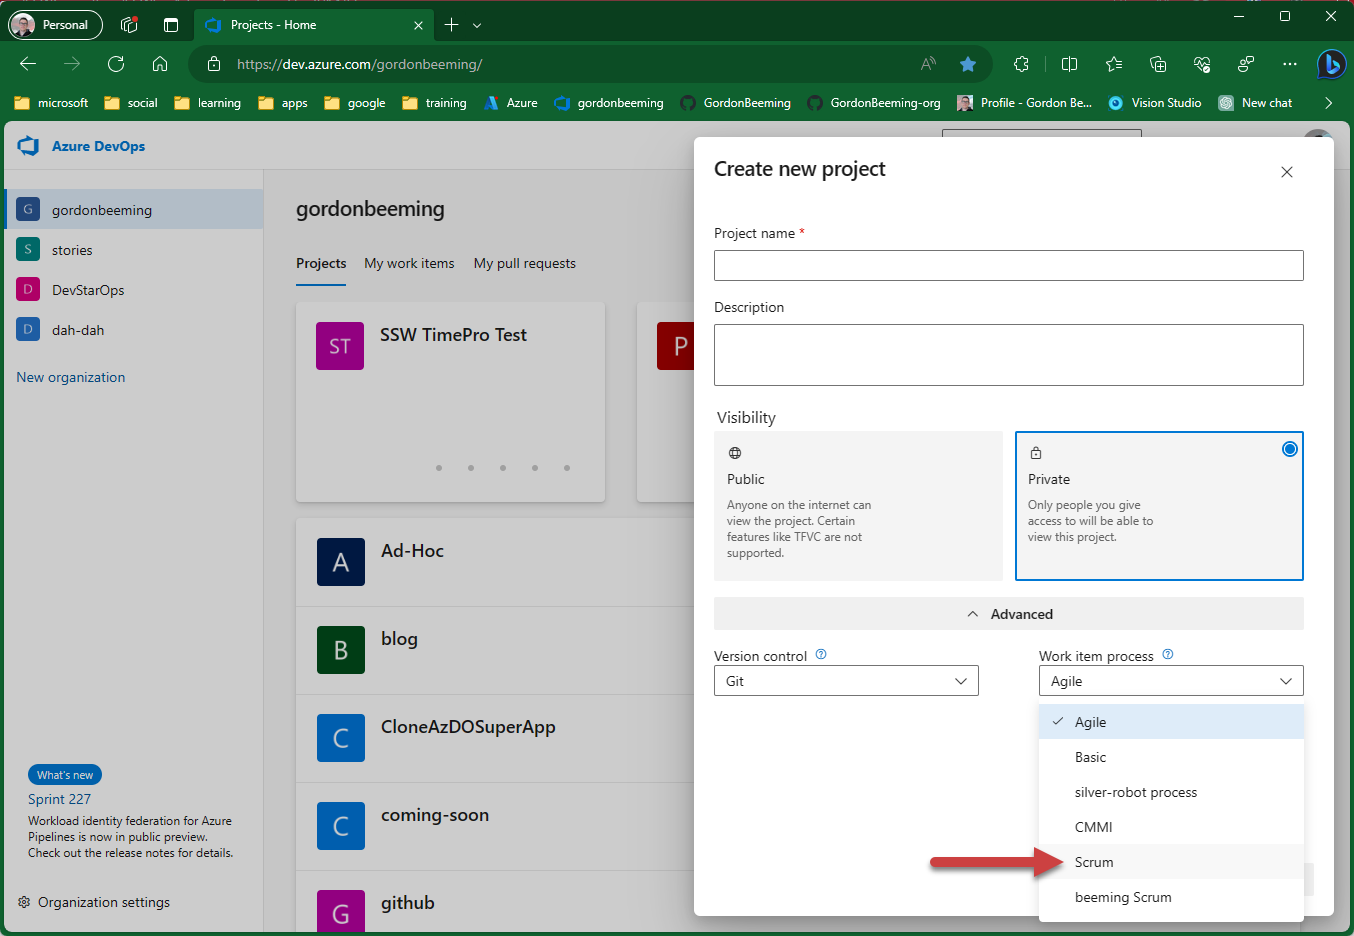 Personal
Projects - Home
https://dev.azure.com/gordonbeeming/
microsoft
social
learning
apps
google
training
Azure
gordonbeeming
GordonBeeming
GordonBeeming-org
Profile - Gordon Be...
Vision Studio
New chat
Azure DevOps
G gordonbeeming
S stories
D DevStarOps
D dah-dah
New organization
What's new
Sprint 227
Workload identity federation for Azure
Pipelines is now in public preview.
Check out the release notes for details.
Organization settings
gordonbeeming
Projects My work items My pull requests
ST SSW TimePro Test
P
A Ad-Hoc
B blog
C CloneAzDOSuperApp
C coming-soon
G github
Create new project
Project name *
Description
Visibility
Public
Anyone on the internet can
view the project. Certain
features like TFVC are not
supported.
Private
Only people you give
access to will be able to
view this project.
Advanced
Version control
Git
Work item process
Agile
Agile
Basic
silver-robot process
CMMI
Scrum
beeming Scrum